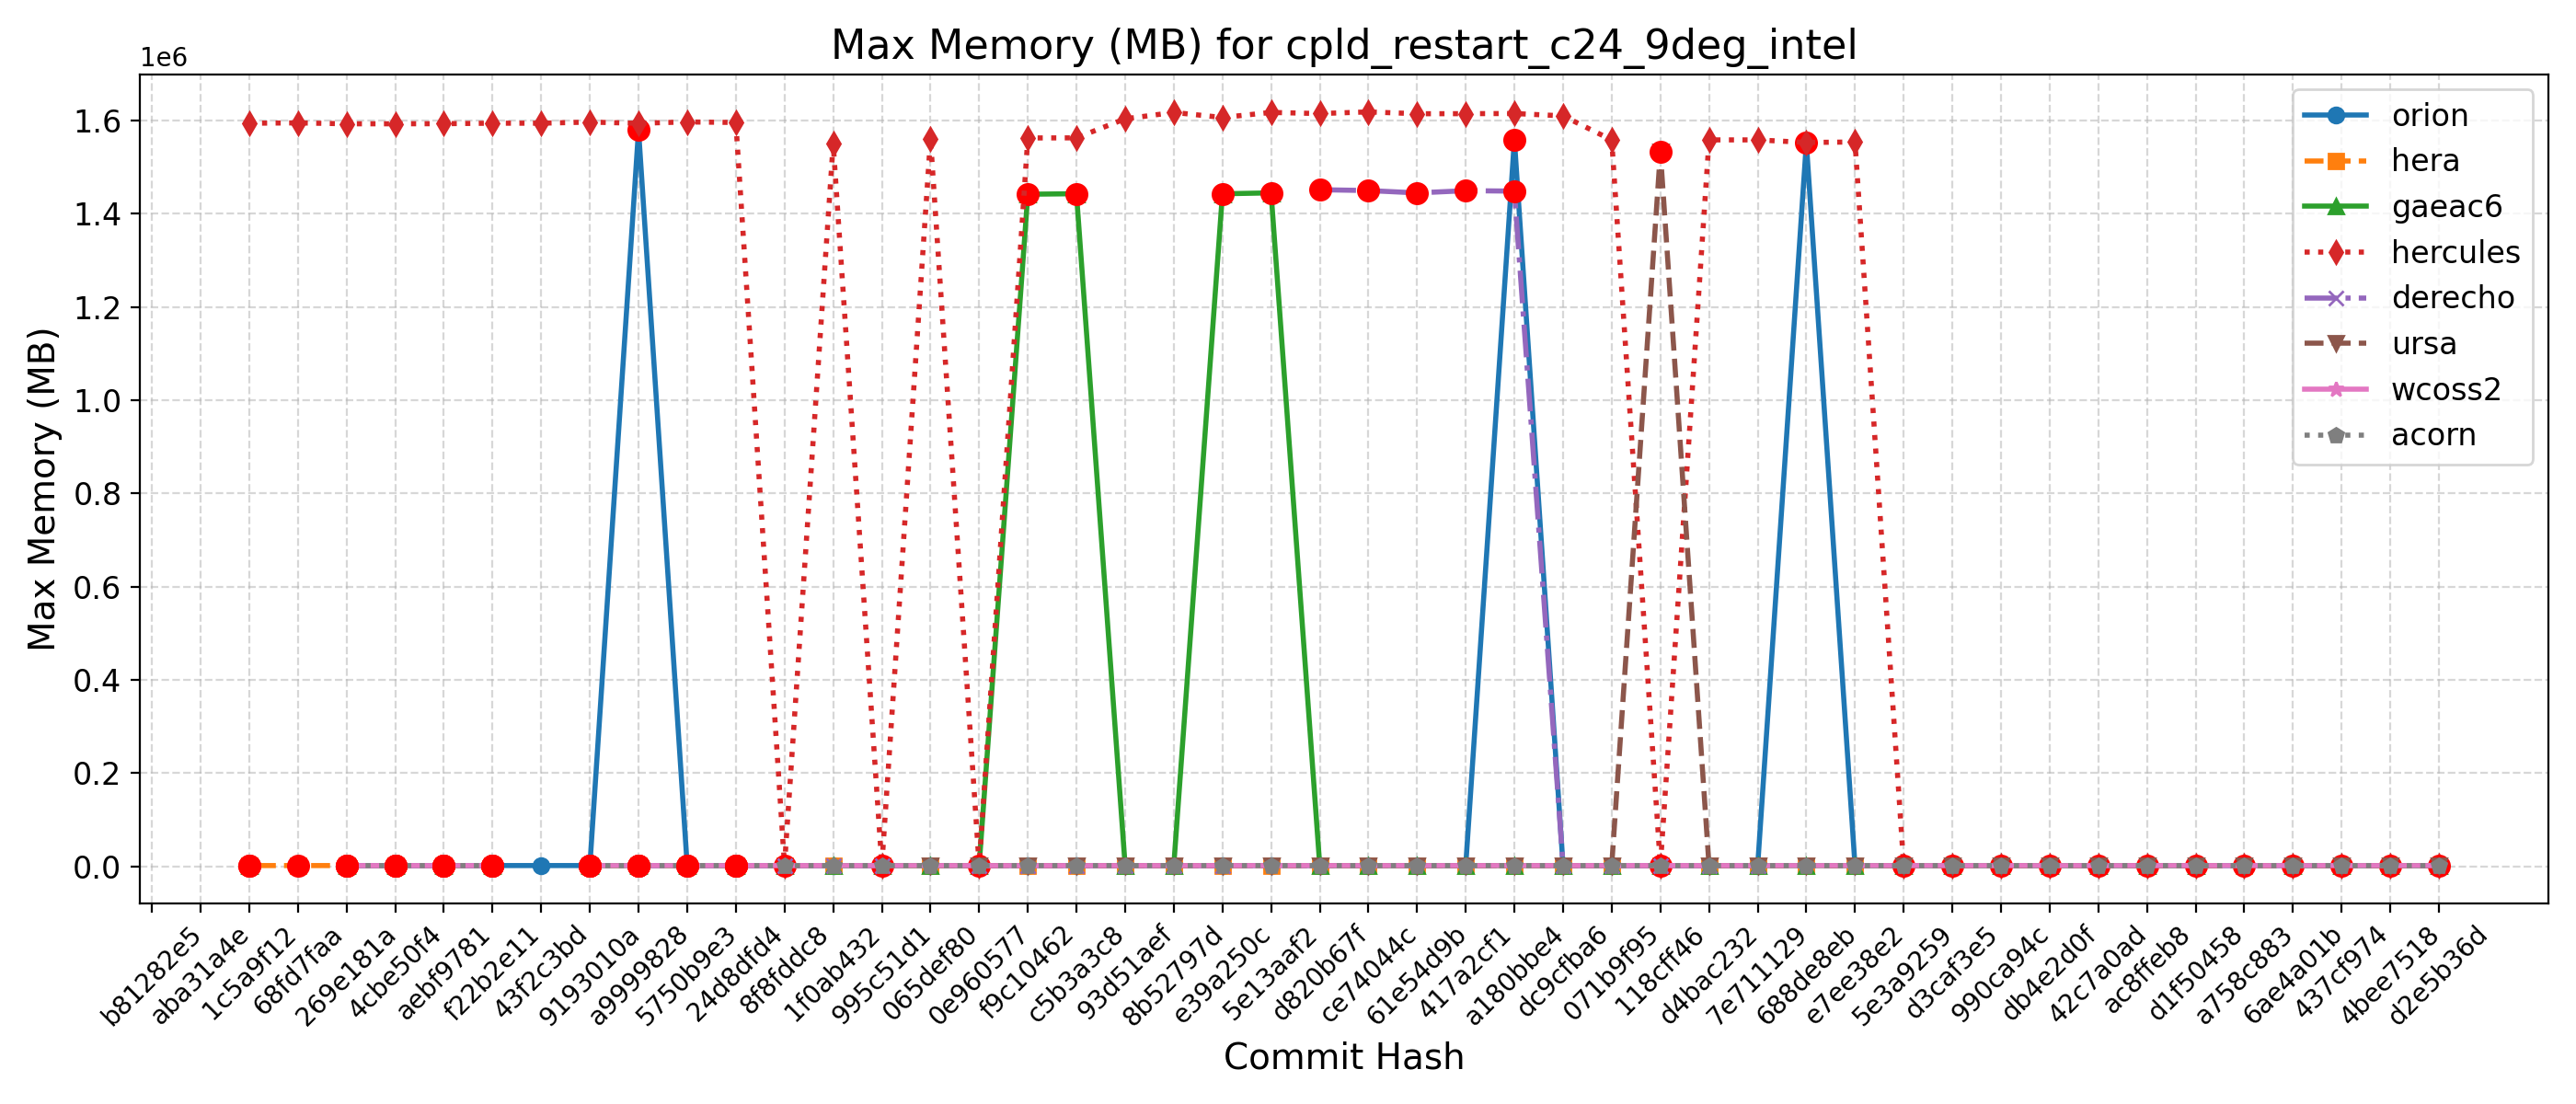 Max Memory (MB) for cpld_restart_c24_9deg_intel
1e6
1.6
1.4
1.2
1.0
0.8
0.6
0.4
0.2
0.0
Max Memory (MB)
orion
hera
gaeac6
hercules
derecho
ursa
wcoss2
acorn
b81282e5
aba31a4e
1c5a9f12
68fd7faa
269e181a
4cbe50f4
aebf9781
f22b2e11
43f2c3bd
9193010a
a9999828
5750b9e3
24d8dfd4
8f8fddc8
1f0ab432
995c51d1
065def80
0e960577
f9c10462
c5b3a3c8
93d51aef
8b52797d
e39a250c
5e13aaf2
d820b67f
ce74044c
61e54d9b
417a2cf1
a180bbe4
dc9cfba6
071b9f95
118cff46
d4bac232
7e711129
688de8eb
e7ee38e2
5e3a9259
d3caf3e5
990ca94c
db4e2d0f
42c7a0ad
ac8ffeb8
d1f50458
a758c883
6ae4a01b
437cf974
4bee7518
d2e5b36d
Commit Hash